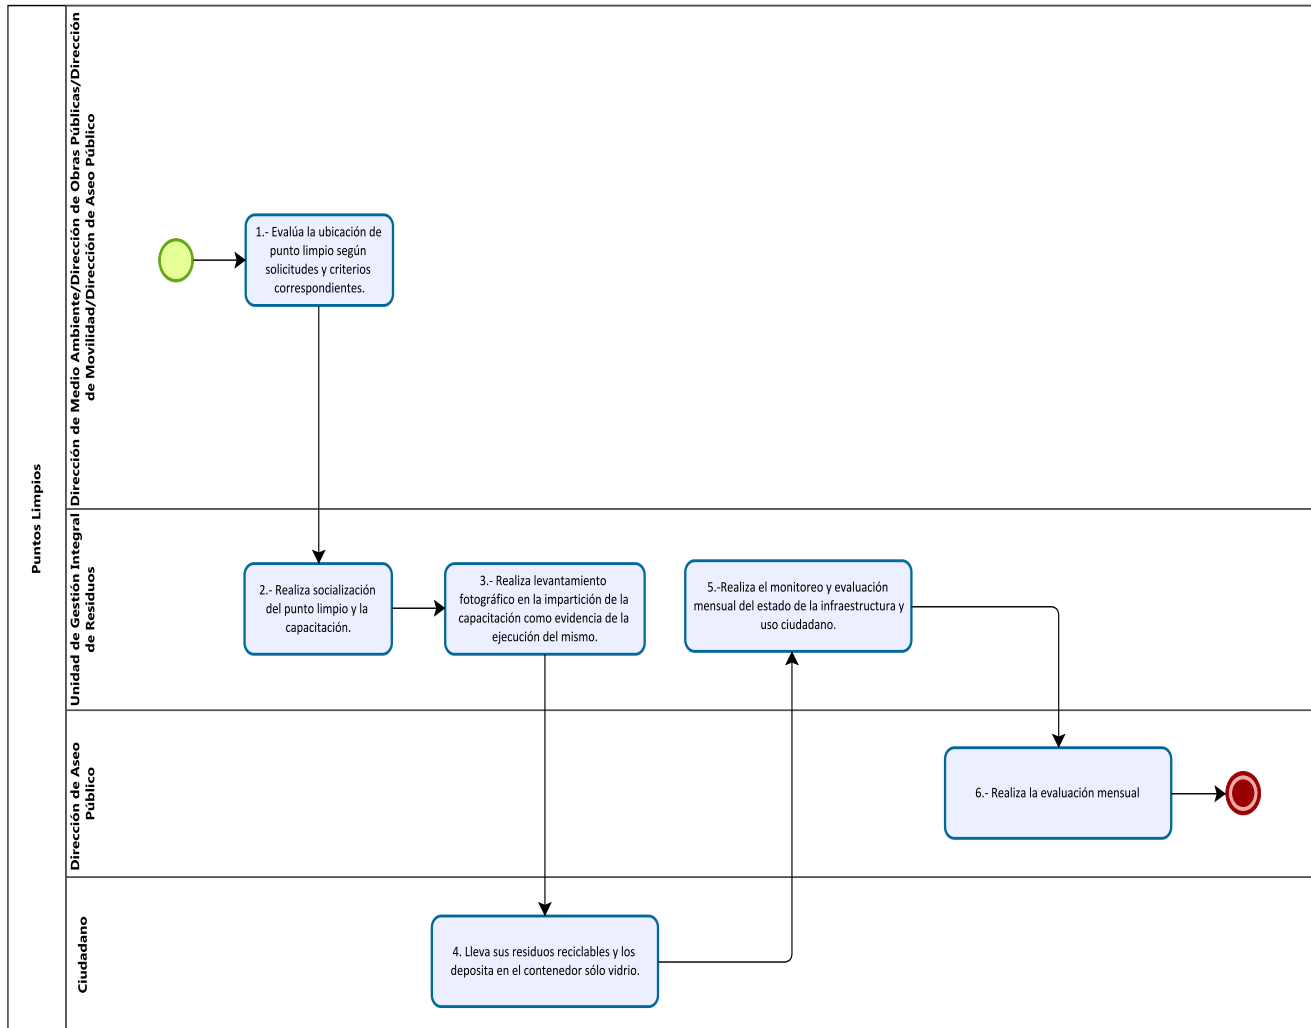 Puntos Limpios
Dirección de Medio Ambiente/Dirección de Obras Públicas/Dirección
de Movilidad/Dirección de Aseo Público
1.- Evalúa la ubicación de
punto limpio según
solicitudes y criterios
correspondientes.
Unidad de Gestión Integral
de Residuos
2.- Realiza socialización
del punto limpio y la
capacitación.
3.- Realiza levantamiento
fotográfico en la impartición de la
capacitación como evidencia de la
ejecución del mismo.
5.-Realiza el monitoreo y evaluación
mensual del estado de la infraestructura y
uso ciudadano.
Dirección de Aseo
Público
6.- Realiza la evaluación mensual
Ciudadano
4. Lleva sus residuos reciclables y los
deposita en el contenedor sólo vidrio.